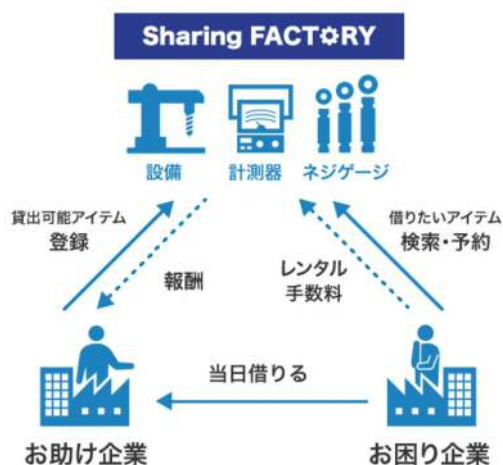 Sharing FACTORY
設備
計測器
ネジゲージ
貸出可能アイテム
登録
報酬
レンタル
手数料
借りたいアイテム
検索・予約
当日借りる
お助け企業
お困り企業